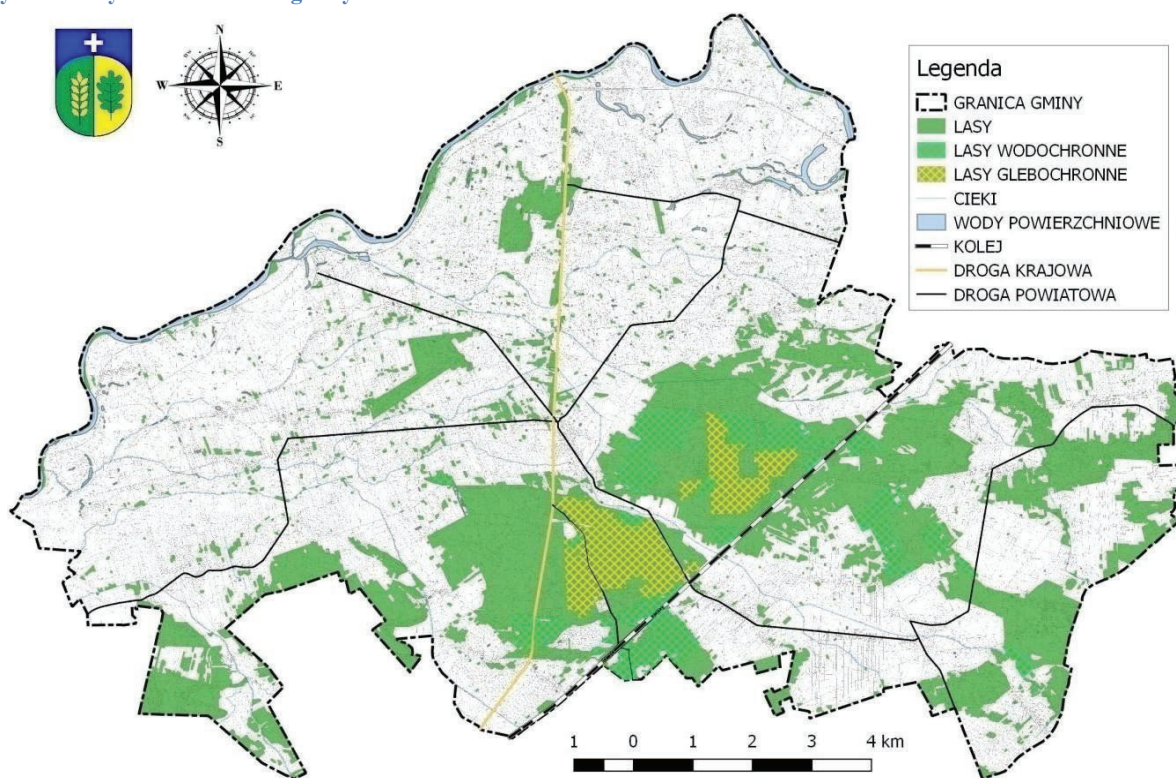 N
W
E
S
Legenda
GRANICA GMINY
LASY
LASY WODOCHRONNE
LASY GLEBOCHRONNE
CIEKI
WODY POWIERZCHNIOWE
KOLEJ
DROGA KRAJOWA
DROGA POWIATOWA
1 0 1 2 3 4 km